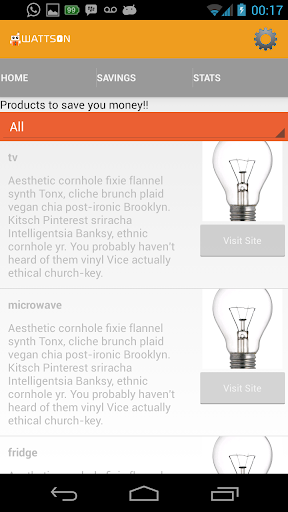 99
00:17
WATTSON
HOME
SAVINGS
STATS
Products to save you money!!
All
tv
Aesthetic cornhole fixie flannel
synth Tonx, cliche brunch plaid
vegan chia post-ironic Brooklyn.
Kitsch Pinterest sriracha
Intelligentsia Banksy, ethnic
cornhole yr. You probably haven't
heard of them vinyl Vice actually
ethical church-key.
Visit Site
microwave
Aesthetic cornhole fixie flannel
synth Tonx, cliche brunch plaid
vegan chia post-ironic Brooklyn.
Kitsch Pinterest sriracha
Intelligentsia Banksy, ethnic
cornhole yr. You probably haven't
heard of them vinyl Vice actually
ethical church-key.
Visit Site
fridge
Aesthetic cornhole fixie flannel